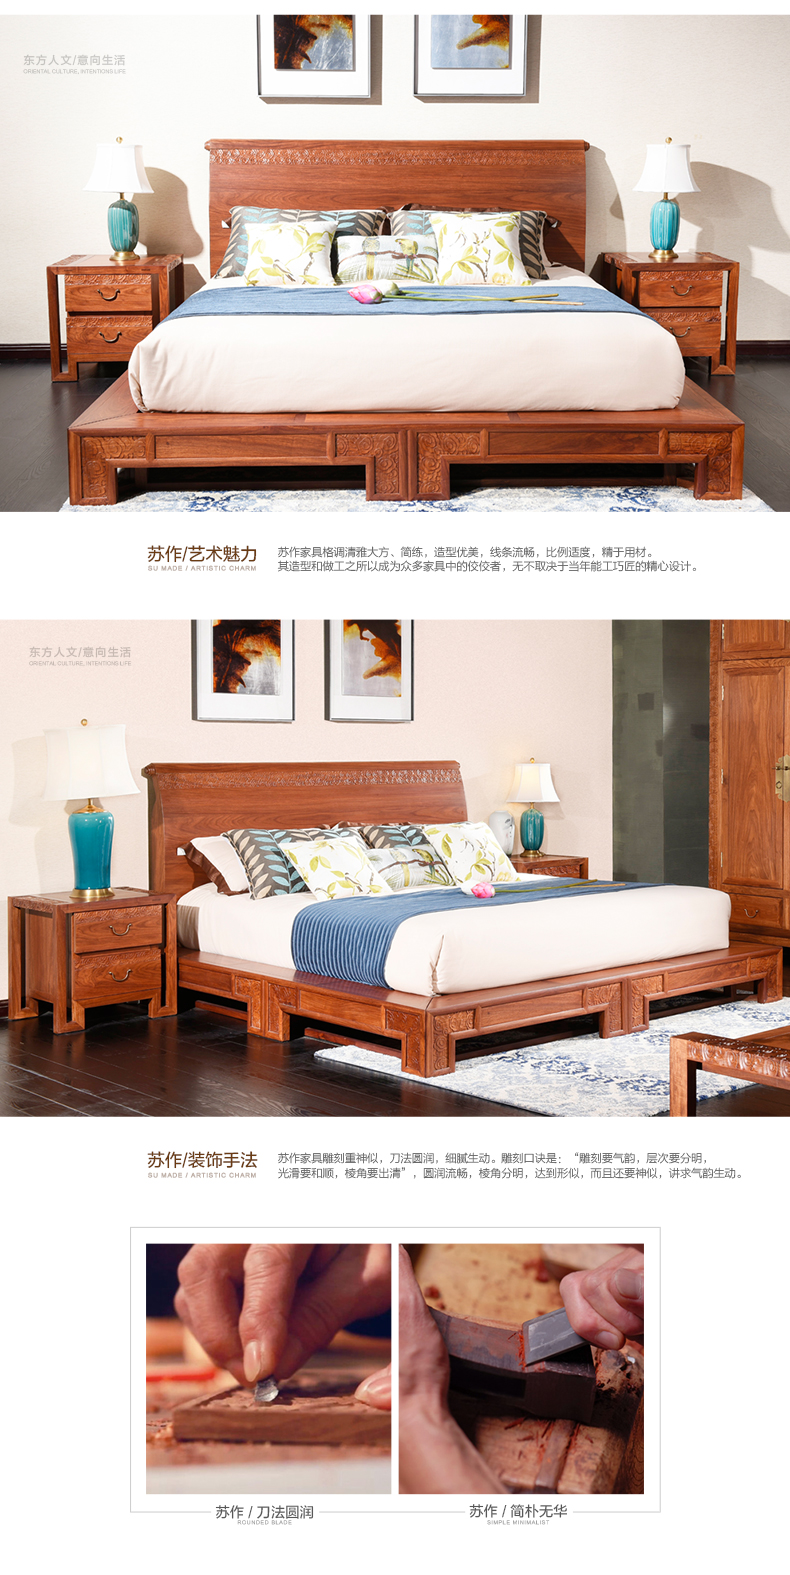 东方人文/意向生活
ORIENTAL CULTURE, INTENTIONS LIFE
苏作/艺术魅力
SU MADE / ARTISTIC CHARM
苏作家具格调清雅大方、简练，造型优美，线条流畅，比例适度，精于用材。
其造型和做工之所以成为众多家具中的佼佼者，无不取决于当年能工巧匠的精心设计。
东方人文/意向生活
ORIENTAL CULTURE, INTENTIONS LIFE
苏作/装饰手法
SU MADE / ARTISTIC CHARM
苏作家具雕刻重神似，刀法圆润，细腻生动。雕刻口诀是：“雕刻要气韵，层次要分明，
光滑要和顺，棱角要出清”，圆润流畅，棱角分明，达到形似，而且还要神似，讲求气韵生动。
苏作 / 刀法圆润
ROUNDED BLADE
苏作 / 简朴无华
SIMPLE MINIMALIST